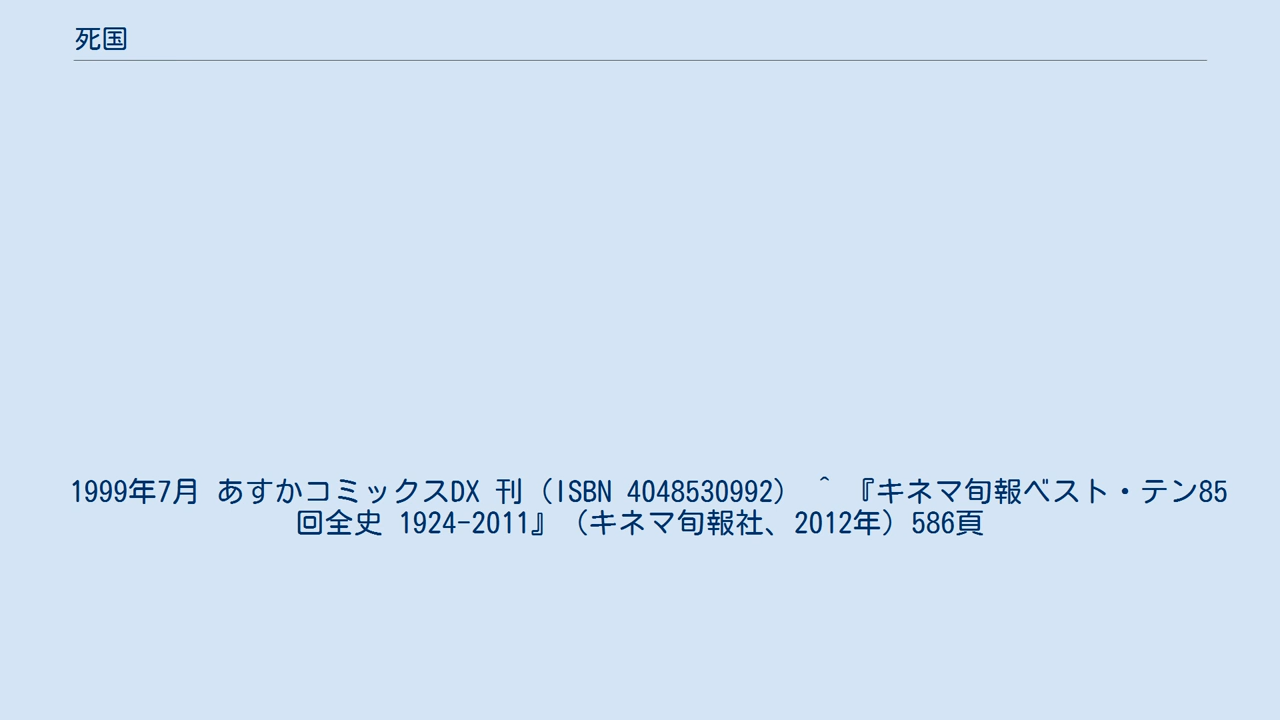 死国
1999年7月 あすかコミックスDX 刊（ISBN 4048530992） ^ 『キネマ旬報ベスト・テン85
回全史 1924-2011』（キネマ旬報社、2012年）586頁